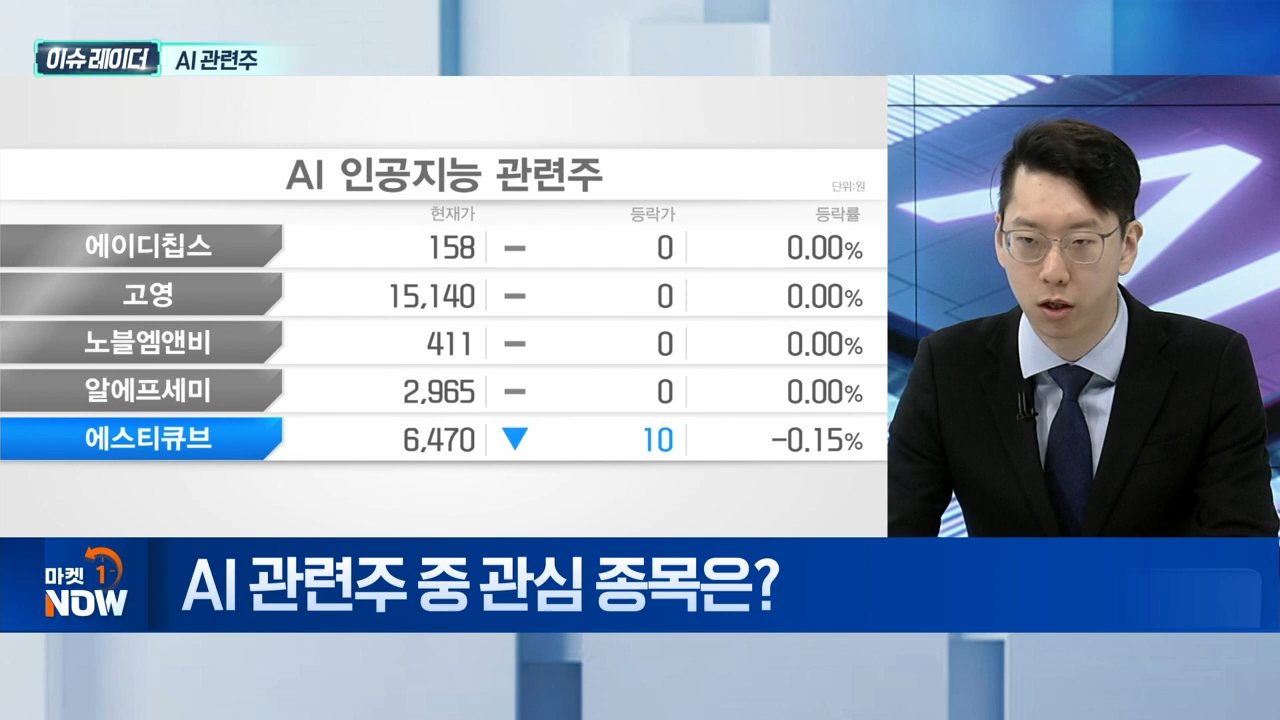 이슈 레이더 AI 관련주
AI 인공지능 관련주
단위:원
현재가 등락가 등락률
에이디칩스 158 – 0 0.00%
고영 15,140 – 0 0.00%
노블엠앤비 411 – 0 0.00%
알에프세미 2,965 – 0 0.00%
에스티큐브 6,470 ▼ 10 -0.15%
마켓 1
NOW
AI 관련주 중 관심 종목은?